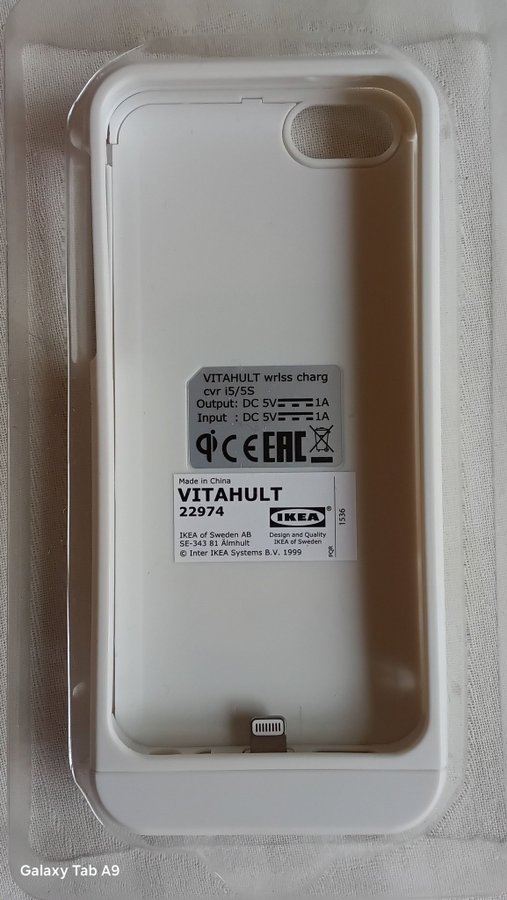 VITAHULT wrlss charg
cvr i5/5S
Output: DC 5V⎓1A
Input : DC 5V⎓1A
qi CE EAC
Made in China
VITAHULT
22974
IKEA®
IKEA of Sweden AB
SE-343 81 Älmhult
© Inter IKEA Systems B.V. 1999
Design and Quality
IKEA of Sweden
PQR
1536
Galaxy Tab A9